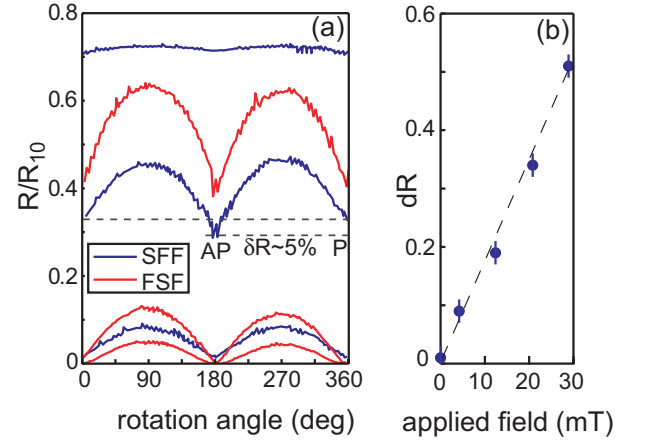 (a)
0.8
0.6
0.4
0.2
0
R/R10
AP δR~5% P
SFF
FSF
0 90 180 270 360
rotation angle (deg)
(b)
0.6
0.4
0.2
0
dR
0 10 20 30
applied field (mT)